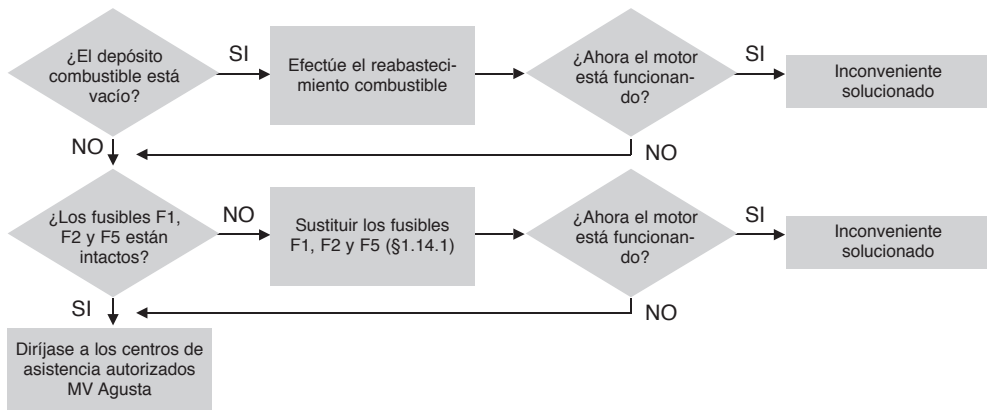 ¿El depósito
combustible está
vacío?
SI
Efectúe el reabasteci-
miento combustible
¿Ahora el motor
está funcionan-
do?
SI
Inconveniente
solucionado
NO
NO
¿Los fusibles F1,
F2 y F5 están
intactos?
NO
Sustituir los fusibles
F1, F2 y F5 (§1.14.1)
¿Ahora el motor
está funcionan-
do?
SI
Inconveniente
solucionado
SI
NO
Diríjase a los centros de
asistencia autorizados
MV Agusta